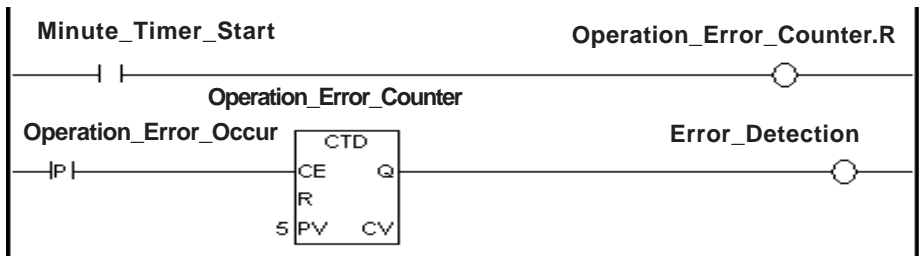 Minute_Timer_Start
Operation_Error_Counter.R
Operation_Error_Counter
Operation_Error_Occur
CTD
Error_Detection
P
CE Q
R
5 PV CV